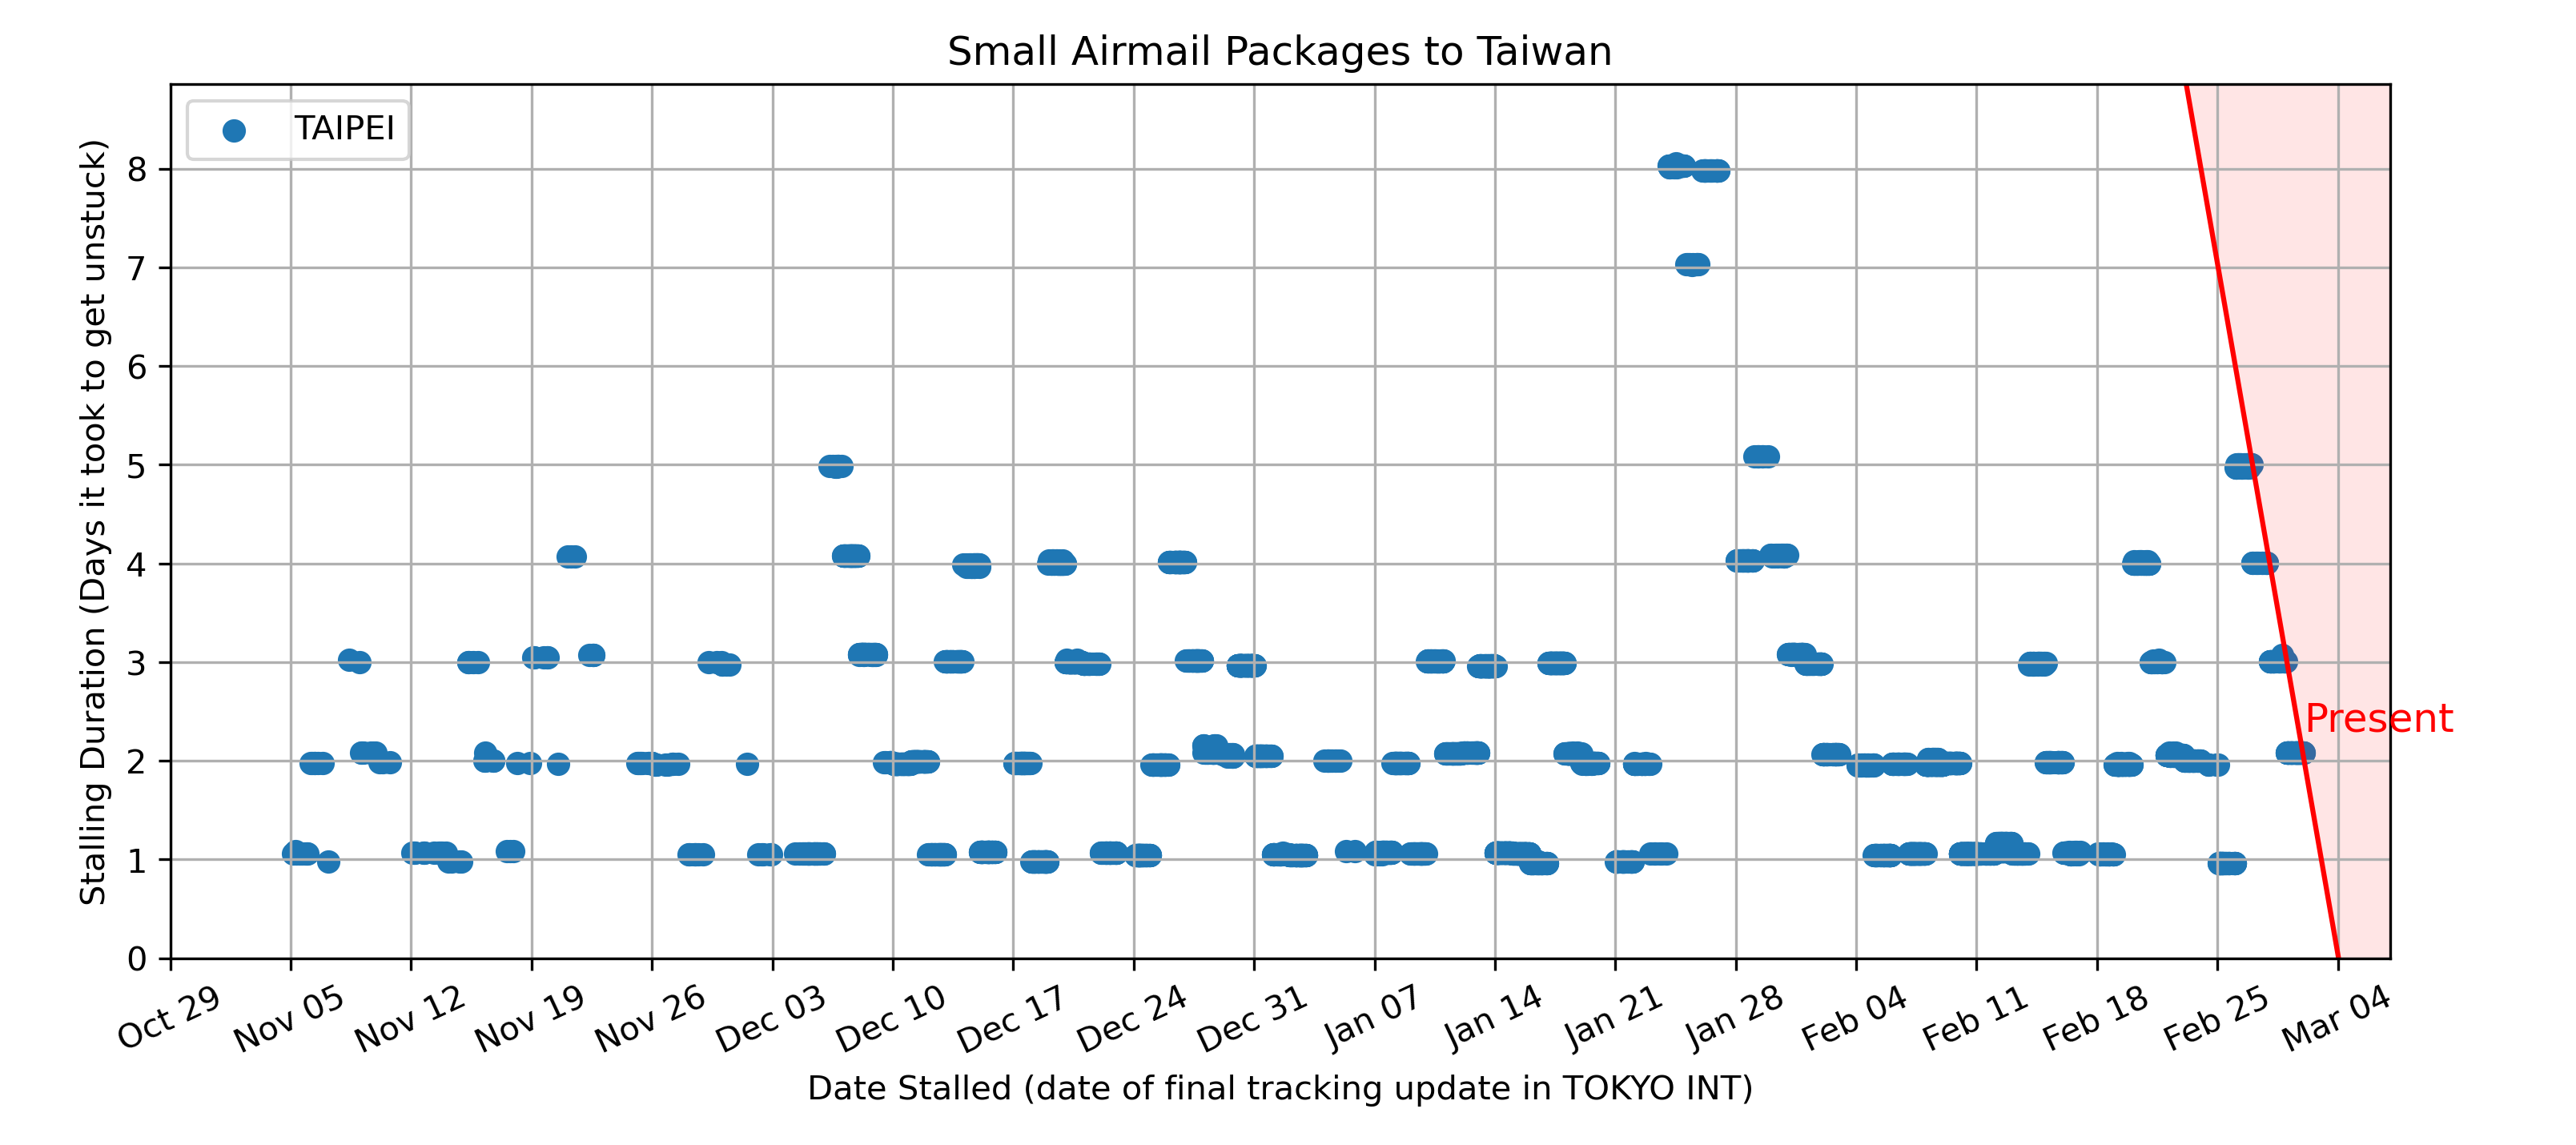 Small Airmail Packages to Taiwan
TAIPEI
Stalling Duration (Days it took to get unstuck)
8
7
6
5
4
3
2
1
0
Present
Oct 29
Nov 05
Nov 12
Nov 19
Nov 26
Dec 03
Dec 10
Dec 17
Dec 24
Dec 31
Jan 07
Jan 14
Jan 21
Jan 28
Feb 04
Feb 11
Feb 18
Feb 25
Mar 04
Date Stalled (date of final tracking update in TOKYO INT)